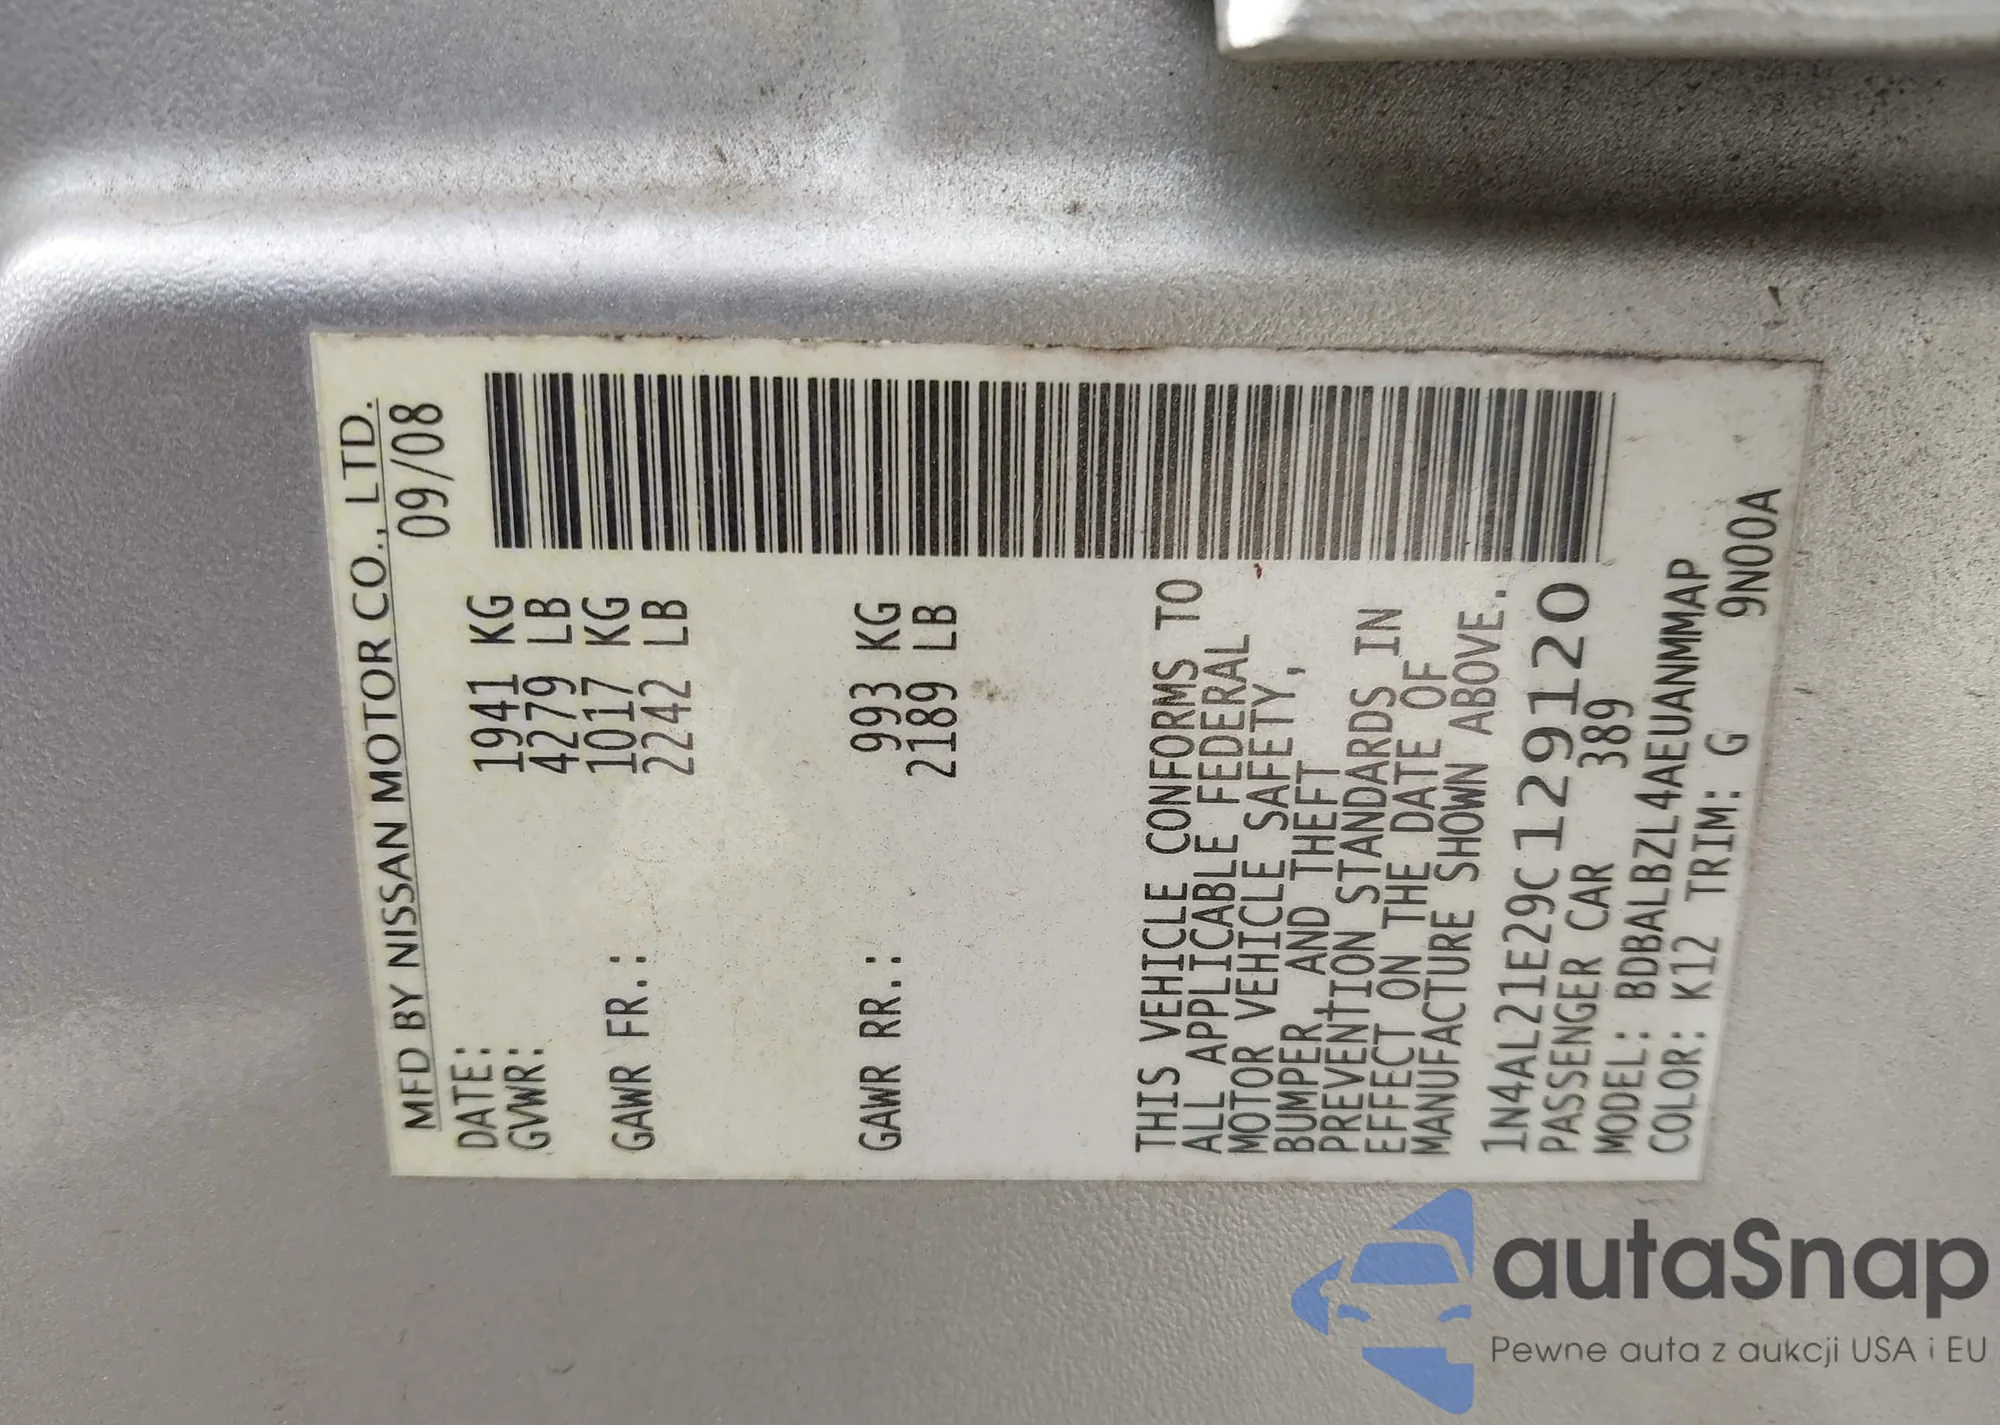 MFD BY NISSAN MOTOR CO., LTD.
DATE: 09/08
GVWR: 1941 KG
4279 LB
GAWR FR.: 1017 KG
2242 LB
GAWR RR.: 993 KG
2189 LB
THIS VEHICLE CONFORMS TO
ALL APPLICABLE FEDERAL
MOTOR VEHICLE SAFETY,
BUMPER, AND THEFT
PREVENTION STANDARDS IN
EFFECT ON THE DATE OF
MANUFACTURE SHOWN ABOVE.
1N4AL21E29C129120
PASSENGER CAR 389
MODEL: BDBALBZL4AEUANMMAP
COLOR: K12 TRIM: G 9N00A
autaSnap
Pewne auta z aukcji USA i EU